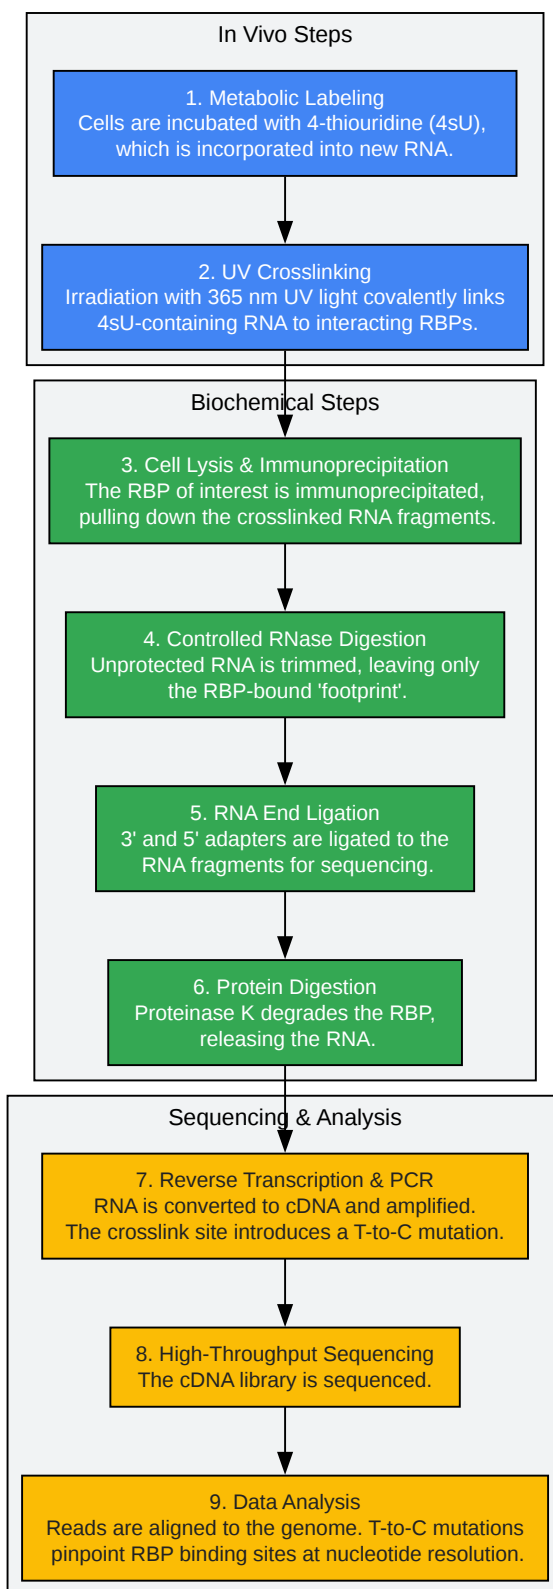 In Vivo Steps
1. Metabolic Labeling
Cells are incubated with 4-thiouridine (4sU),
which is incorporated into new RNA.
2. UV Crosslinking
Irradiation with 365 nm UV light covalently links
4sU-containing RNA to interacting RBPs.
Biochemical Steps
3. Cell Lysis & Immunoprecipitation
The RBP of interest is immunoprecipitated,
pulling down the crosslinked RNA fragments.
4. Controlled RNase Digestion
Unprotected RNA is trimmed, leaving only
the RBP-bound 'footprint'.
5. RNA End Ligation
3' and 5' adapters are ligated to the
RNA fragments for sequencing.
6. Protein Digestion
Proteinase K degrades the RBP,
releasing the RNA.
Sequencing & Analysis
7. Reverse Transcription & PCR
RNA is converted to cDNA and amplified.
The crosslink site introduces a T-to-C mutation.
8. High-Throughput Sequencing
The cDNA library is sequenced.
9. Data Analysis
Reads are aligned to the genome. T-to-C mutations
pinpoint RBP binding sites at nucleotide resolution.